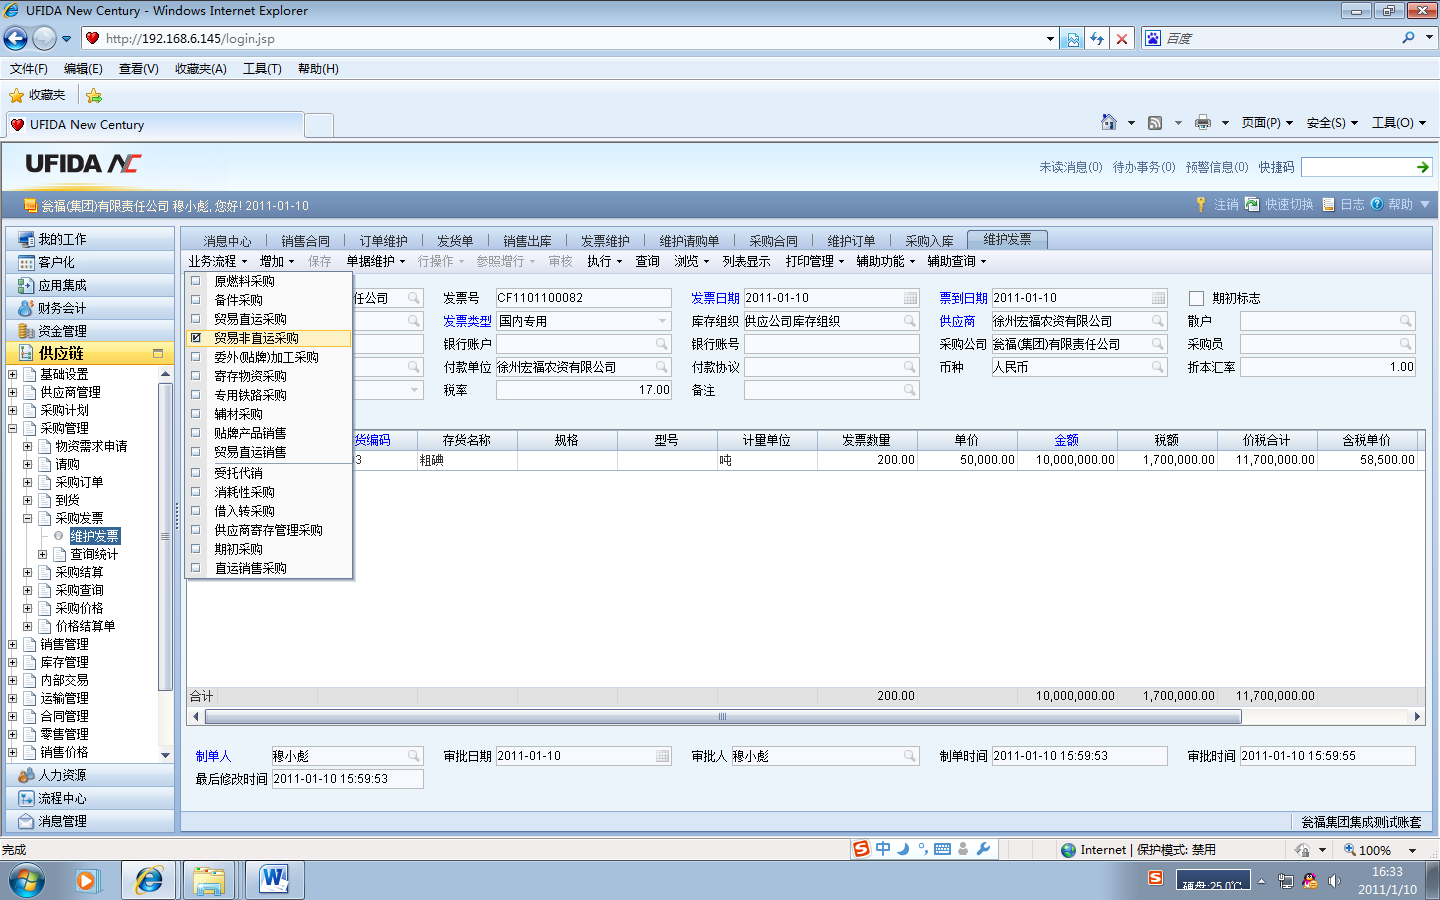 UFIDA New Century - Windows Internet Explorer
http://192.168.6.145/login.jsp
百度
文件(F) 编辑(E) 查看(V) 收藏夹(A) 工具(T) 帮助(H)
收藏夹
UFIDA New Century
页面(P) 安全(S) 工具(O)
UFIDA NC
未读消息(0) 待办事务(0) 预警信息(0) 快捷码
瓮福(集团)有限责任公司 穆小彪, 您好! 2011-01-10
注销 快速切换 日志 帮助
我的工作
客户化
应用集成
财务会计
资金管理
供应链
基础设置
供应商管理
采购计划
采购管理
物资需求申请
请购
采购订单
到货
采购发票
维护发票
查询统计
采购结算
采购查询
采购价格
价格结算单
销售管理
库存管理
内部交易
运输管理
合同管理
零售管理
销售价格
人力资源
流程中心
消息管理
消息中心 销售合同 订单维护 发货单 销售出库 发票维护 维护请购单 采购合同 维护订单 采购入库 维护发票
业务流程 增加 保存 单据维护 行操作 参照增行 审核 执行 查询 浏览 列表显示 打印管理 辅助功能 辅助查询
原燃料采购
备件采购
贸易直运采购
贸易非直运采购
委外(贴牌)加工采购
寄存物资采购
专用铁路采购
辅材采购
贴牌产品销售
贸易直运销售
受托代销
消耗性采购
借入转采购
供应商寄存管理采购
期初采购
直运销售采购
任公司 发票号 CF1101100082 发票日期 2011-01-10 票到日期 2011-01-10 期初标志
发票类型 国内专用 库存组织 供应公司库存组织 供应商 徐州宏福农资有限公司 散户
银行账户 银行账号 采购公司 瓮福(集团)有限责任公司 采购员
付款单位 徐州宏福农资有限公司 付款协议 币种 人民币 折本汇率 1.00
税率 17.00 备注
货编码 存货名称 规格 型号 计量单位 发票数量 单价 金额 税额 价税合计 含税单价
3 粗碘 吨 200.00 50,000.00 10,000,000.00 1,700,000.00 11,700,000.00 58,500.00
合计 200.00 10,000,000.00 1,700,000.00 11,700,000.00
制单人 穆小彪 审批日期 2011-01-10 审批人 穆小彪 制单时间 2011-01-10 15:59:53 审批时间 2011-01-10 15:59:55
最后修改时间 2011-01-10 15:59:53
瓮福集团集成测试账套
完成
中
Internet | 保护模式: 禁用
100%
硬盘:25.0℃
16:33
2011/1/10